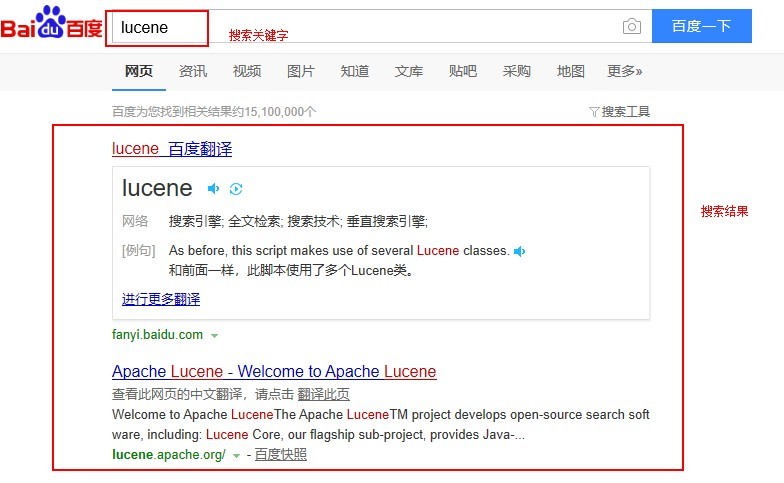 Bai du 百度 lucene 搜索关键字 百度一下
网页 资讯 视频 图片 知道 文库 贴吧 采购 地图 更多»
百度为您找到相关结果约15,100,000个 搜索工具
lucene 百度翻译
lucene
网络 搜索引擎; 全文检索; 搜索技术; 垂直搜索引擎;
[例句] As before, this script makes use of several Lucene classes.
和前面一样，此脚本使用了多个Lucene类。
搜索结果
进行更多翻译
fanyi.baidu.com
Apache Lucene - Welcome to Apache Lucene
查看此网页的中文翻译，请点击 翻译此页
Welcome to Apache LuceneThe Apache LuceneTM project develops open-source search soft
ware, including: Lucene Core, our flagship sub-project, provides Java-...
lucene.apache.org/ - 百度快照